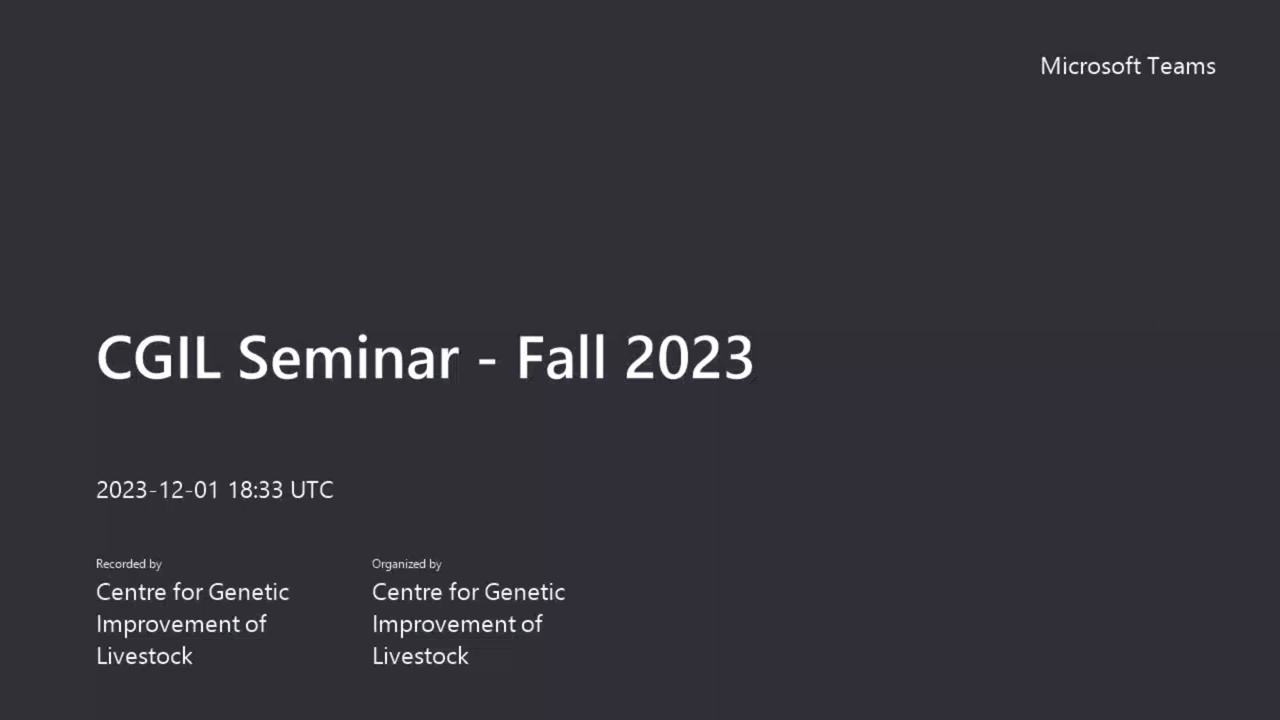 Microsoft Teams
CGIL Seminar - Fall 2023
2023-12-01 18:33 UTC
Recorded by
Centre for Genetic
Improvement of
Livestock
Organized by
Centre for Genetic
Improvement of
Livestock